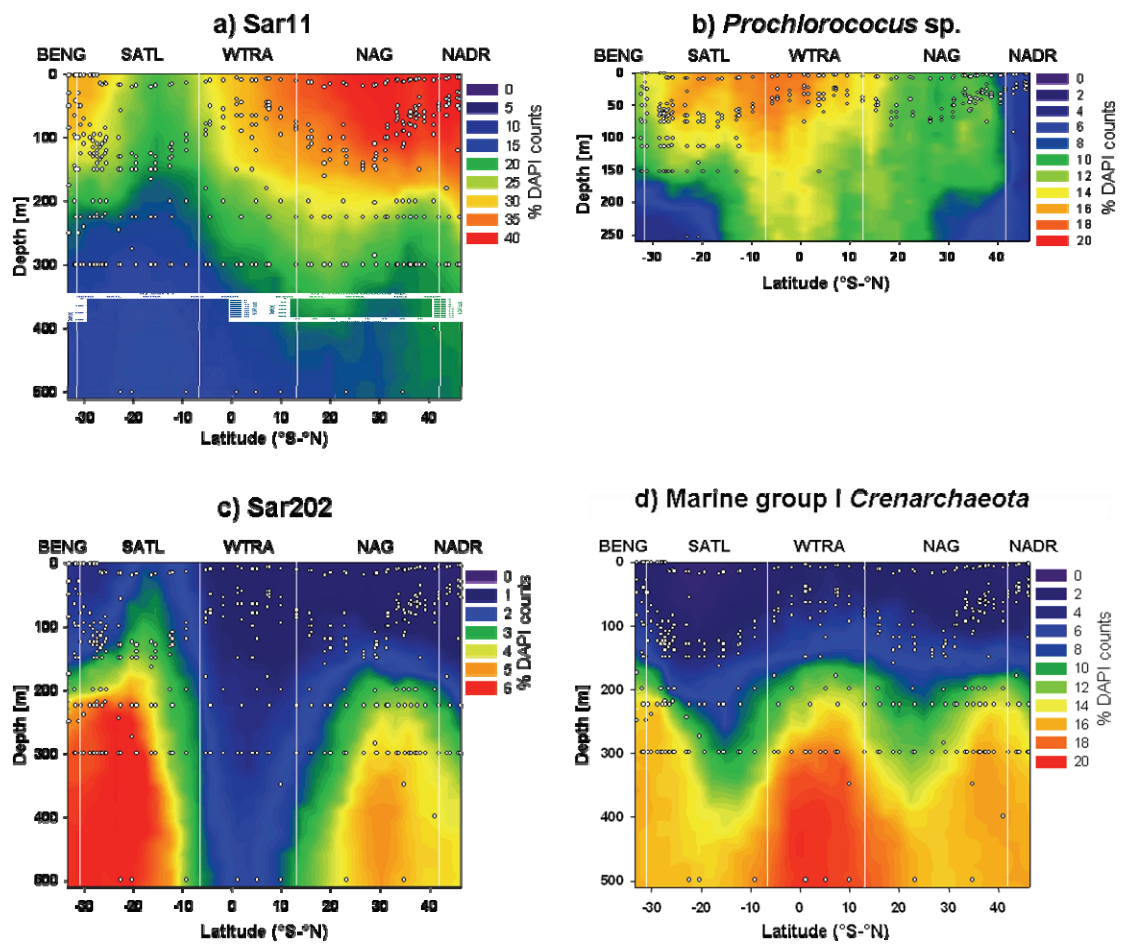 a) Sar11
BENG SATL WTRA NAG NADR
0
100
200
300
400
500
Depth [m]
-30 -20 -10 0 10 20 30 40
Latitude (°S-°N)
0
5
10
15
20
25
30
35
40
% DAPI counts
b) Prochlorococus sp.
BENG SATL WTRA NAG NADR
0
50
100
150
200
250
Depth [m]
-30 -20 -10 0 10 20 30 40
Latitude (°S-°N)
0
2
4
6
8
10
12
14
16
18
20
% DAPI counts
c) Sar202
BENG SATL WTRA NAG NADR
0
100
200
300
400
500
Depth [m]
-30 -20 -10 0 10 20 30 40
Latitude (°S-°N)
0
1
2
3
4
5
6
% DAPI counts
d) Marine group I Crenarchaeota
BENG SATL WTRA NAG NADR
0
100
200
300
400
500
Depth [m]
-30 -20 -10 0 10 20 30 40
Latitude (°S-°N)
0
2
4
6
8
10
12
14
16
18
20
% DAPI counts